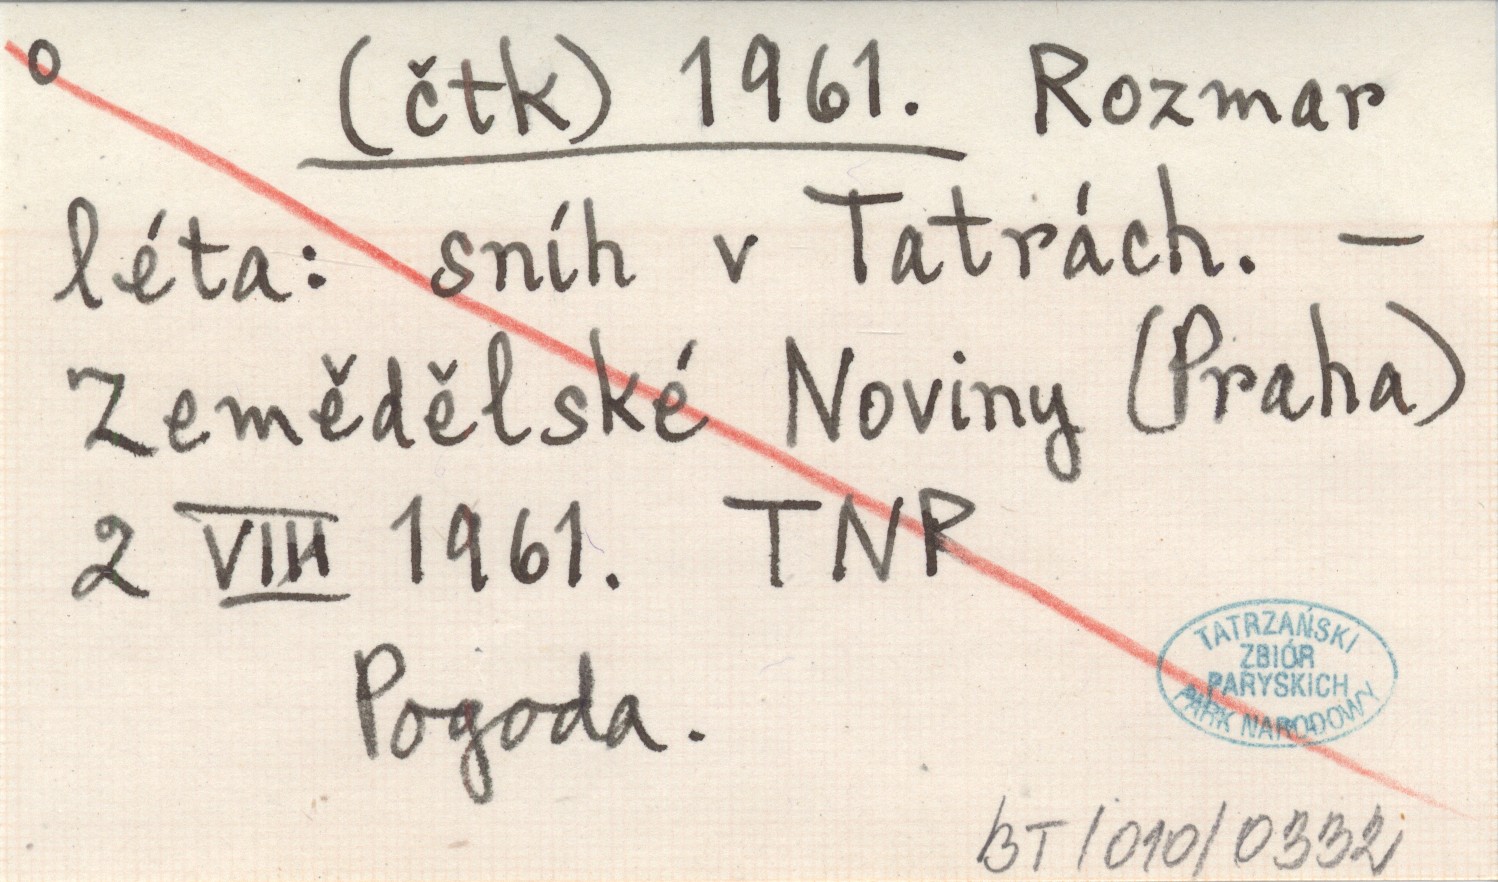 o (čtk) 1961. Rozmar
léta: sníh v Tatrách. —
Zemědělské Noviny (Praha)
2 VIII 1961. TNP
Pogoda.
TATRZAŃSKI
ZBIÓR
PARYSKICH
PARK NARODOWY
BT/010/0332